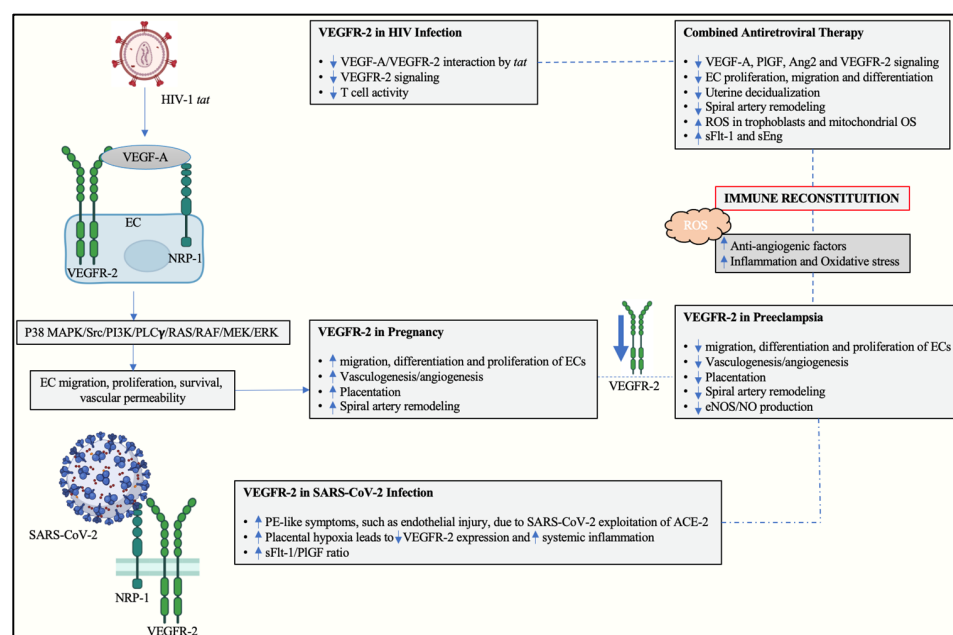 VEGFR-2 in HIV Infection
• ↓ VEGF-A/VEGFR-2 interaction by tat
• ↓ VEGFR-2 signaling
• ↓ T cell activity
Combined Antiretroviral Therapy
• ↓ VEGF-A, PlGF, Ang2 and VEGFR-2 signaling
• ↓ EC proliferation, migration and differentiation
• ↓ Uterine decidualization
• ↓ Spiral artery remodeling
• ↑ ROS in trophoblasts and mitochondrial OS
• ↑ sFlt-1 and sEng
HIV-1 tat
VEGF-A
EC
NRP-1
VEGFR-2
IMMUNE RECONSTITUITION
ROS
↑ Anti-angiogenic factors
↑ Inflammation and Oxidative stress
P38 MAPK/Src/PI3K/PLCγ/RAS/RAF/MEK/ERK
EC migration, proliferation, survival,
vascular permeability
VEGFR-2 in Pregnancy
• ↑ migration, differentiation and proliferation of ECs
• ↑ Vasculogenesis/angiogenesis
• ↑ Placentation
• ↑ Spiral artery remodeling
VEGFR-2
VEGFR-2 in Preeclampsia
• ↓ migration, differentiation and proliferation of ECs
• ↓ Vasculogenesis/angiogenesis
• ↓ Placentation
• ↓ Spiral artery remodeling
• ↓ eNOS/NO production
SARS-CoV-2
NRP-1
VEGFR-2
VEGFR-2 in SARS-CoV-2 Infection
• ↑ PE-like symptoms, such as endothelial injury, due to SARS-CoV-2 exploitation of ACE-2
• ↑ Placental hypoxia leads to ↓ VEGFR-2 expression and ↑ systemic inflammation
• ↑ sFlt-1/PlGF ratio